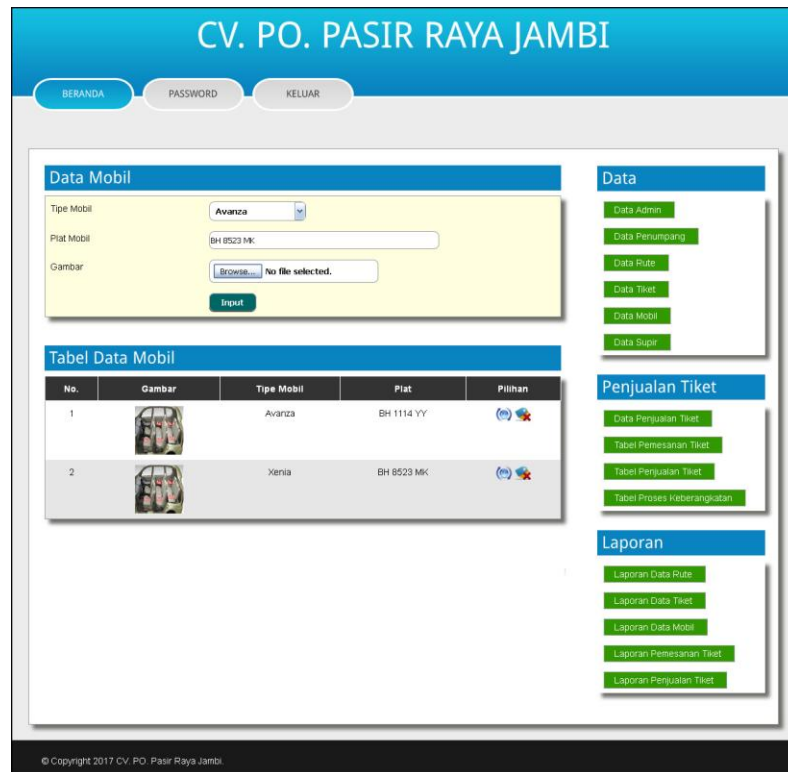 CV. PO. PASIR RAYA JAMBI
BERANDA PASSWORD KELUAR
Data Mobil
Tipe Mobil Avanza
Plat Mobil BH 8523 MK
Gambar Browse... No file selected.
Input
Tabel Data Mobil
No. Gambar Tipe Mobil Plat Pilihan
1 Avanza BH 1114 YY
2 Xenia BH 8523 MK
Data
Data Admin
Data Penumpang
Data Rute
Data Tiket
Data Mobil
Data Supir
Penjualan Tiket
Data Penjualan Tiket
Tabel Pemesanan Tiket
Tabel Penjualan Tiket
Tabel Proses Keberangkatan
Laporan
Laporan Data Rute
Laporan Data Tiket
Laporan Data Mobil
Laporan Pemesanan Tiket
Laporan Penjualan Tiket
© Copyright 2017 CV. PO. Pasir Raya Jambi.